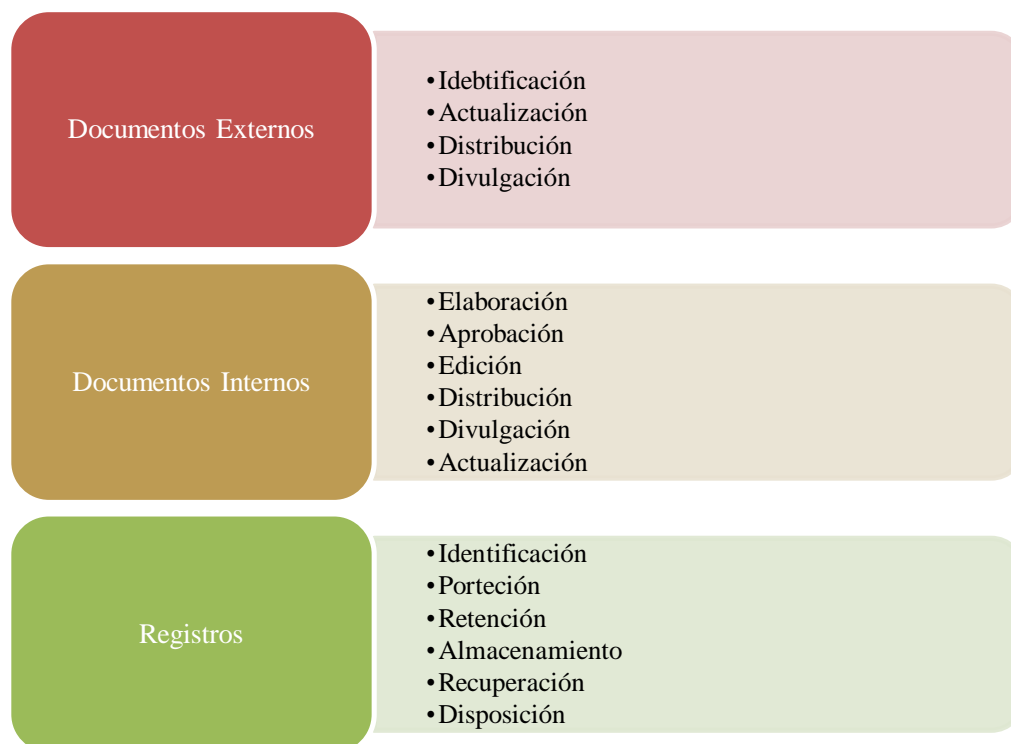 Documentos Externos
•Idebtificación
•Actualización
•Distribución
•Divulgación
Documentos Internos
•Elaboración
•Aprobación
•Edición
•Distribución
•Divulgación
•Actualización
Registros
•Identificación
•Porteción
•Retención
•Almacenamiento
•Recuperación
•Disposición